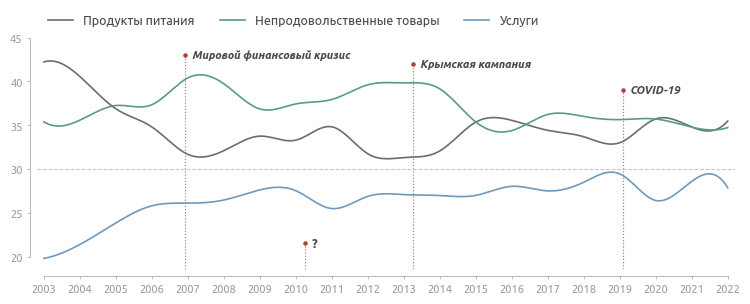 Продукты питания Непродовольственные товары Услуги
45
Мировой финансовый кризис
Крымская кампания
40
COVID-19
35
30
25
?
20
2003 2004 2005 2006 2007 2008 2009 2010 2011 2012 2013 2014 2015 2016 2017 2018 2019 2020 2021 2022